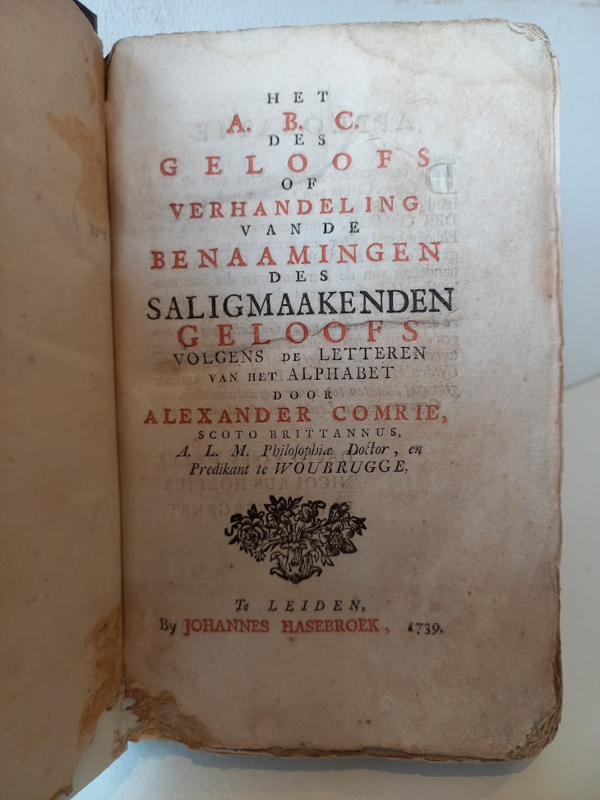 HET
A. B. C.
DES
GELOOFS
OF
VERHANDELING
VAN DE
BENAAMINGEN
DES
SALIGMAAKENDEN
GELOOFS
VOLGENS DE LETTEREN
VAN HET ALPHABET
DOOR
ALEXANDER COMRIE,
SCOTO BRITTANNUS,
A. L. M. Philoſophiæ Doctor, en
Predikant te WOUBRUGGE.
Te LEIDEN,
By JOHANNES HASEBROEK, 1739.